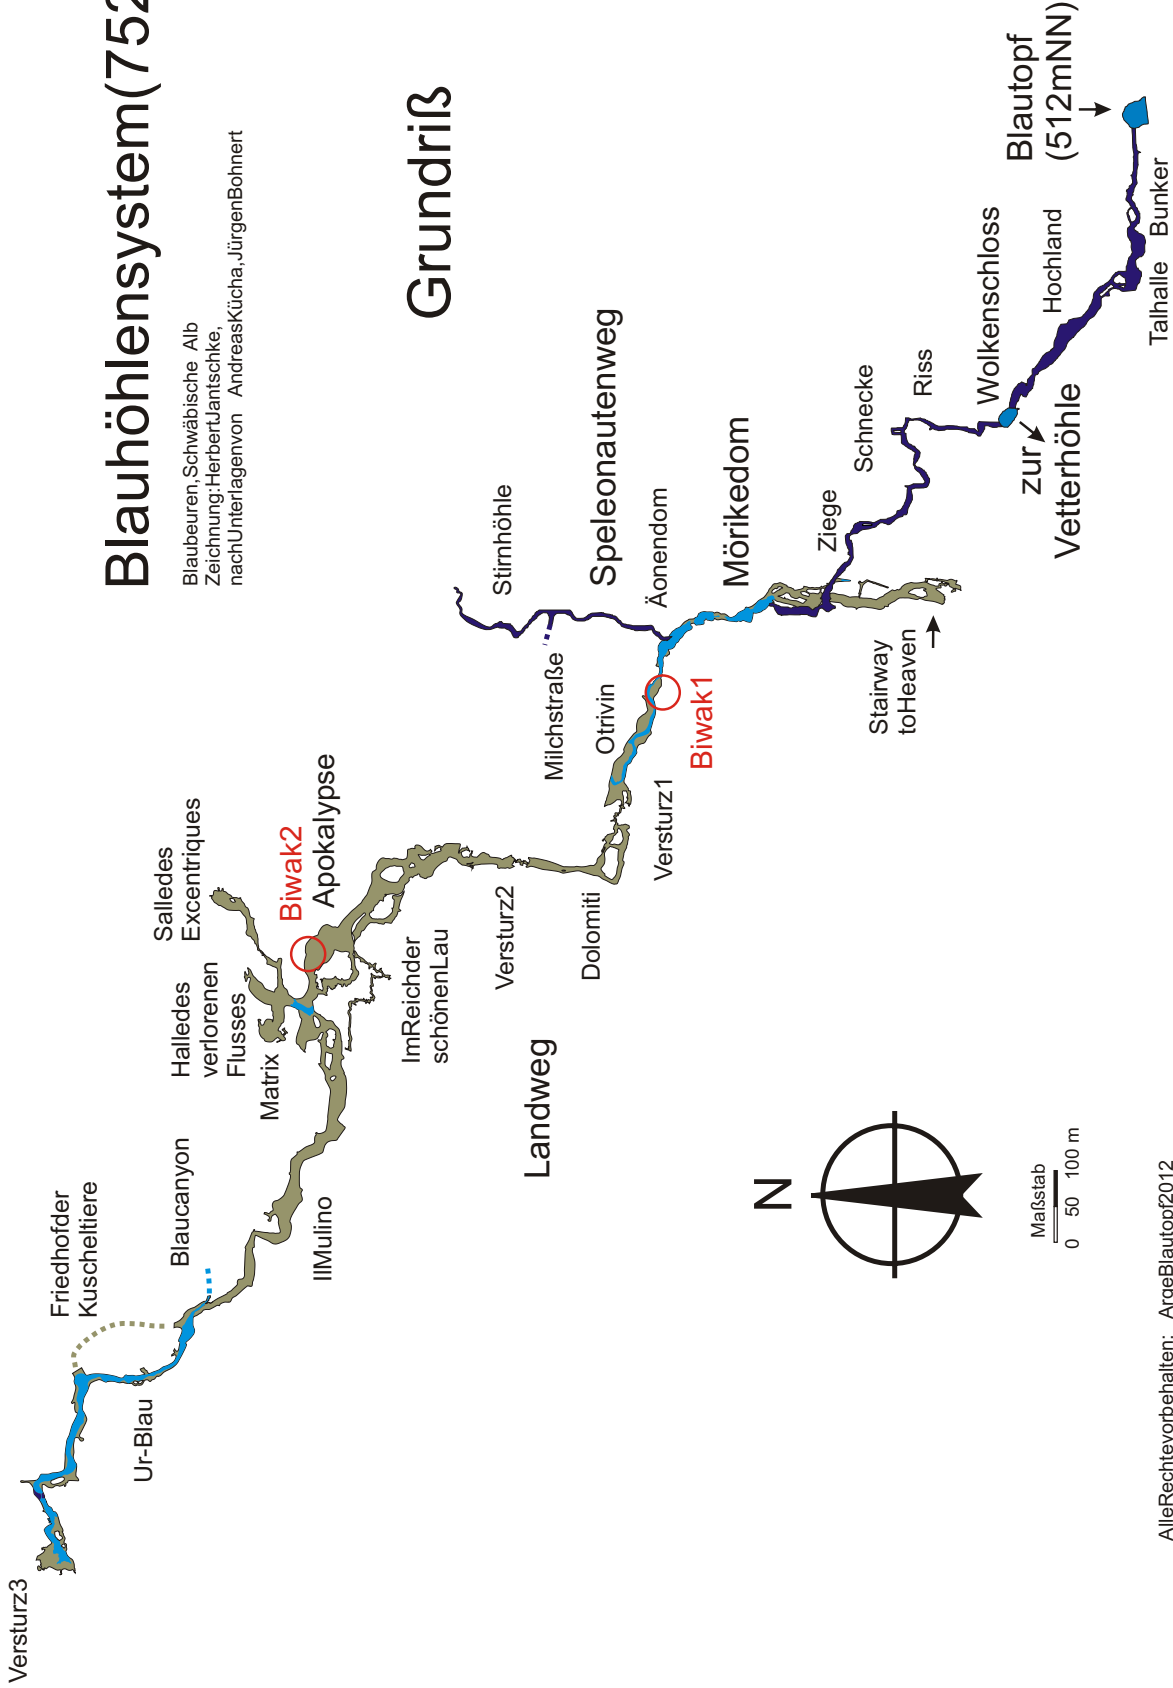 Blauhöhlensystem(752
Blaubeuren,Schwäbische Alb
Zeichnung:HerbertJantschke,
nachUnterlagenvon AndreasKücha,JürgenBohnert
Grundriß
Versturz3
Friedhofder
Kuscheltiere
Ur-Blau
Blaucanyon
IlMulino
Halledes
verlorenen
Flusses
Matrix
Salledes
Excentriques
Biwak2
Apokalypse
ImReichder
schönenLau
Landweg
Versturz2
Dolomiti
Versturz1
Otrivin
Biwak1
Milchstraße
Stirnhöhle
Speleonautenweg
Äonendom
Mörikedom
Stairway
toHeaven
Ziege
Schnecke
Riss
Wolkenschloss
zur
Vetterhöhle
Hochland
Talhalle
Bunker
Blautopf
(512mNN)
N
Maßstab
0 50 100 m
AlleRechtevorbehalten: ArgeBlautopf2012